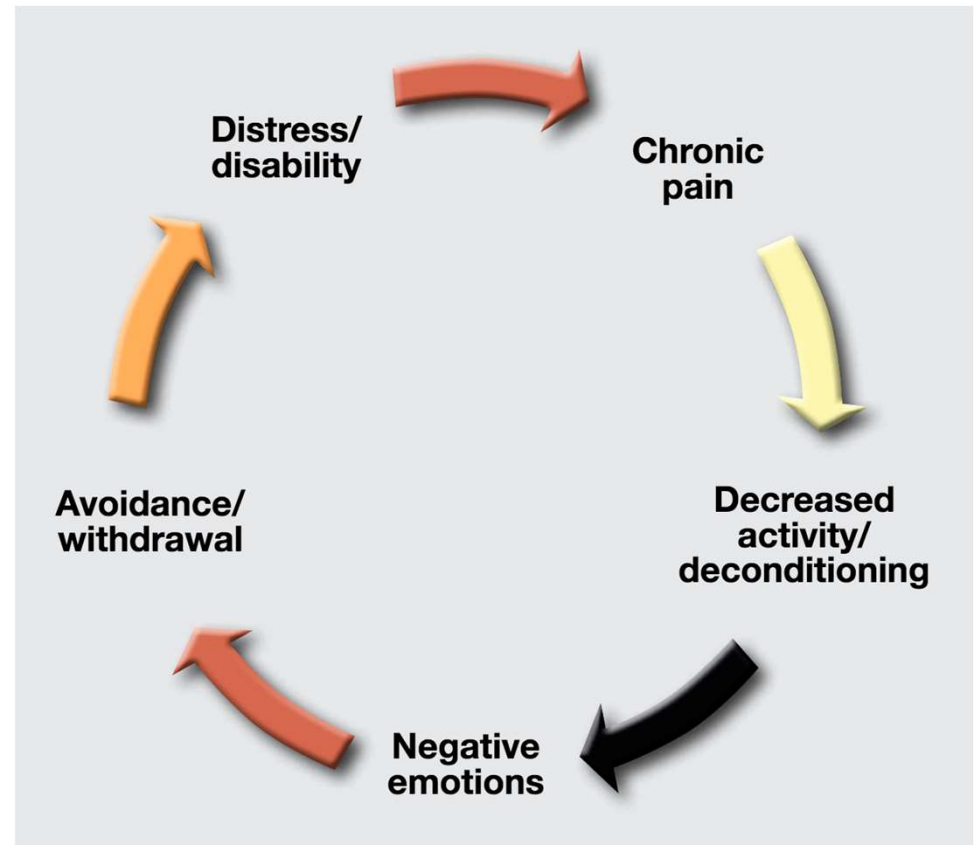 Distress/
disability
Chronic
pain
Decreased
activity/
deconditioning
Negative
emotions
Avoidance/
withdrawal